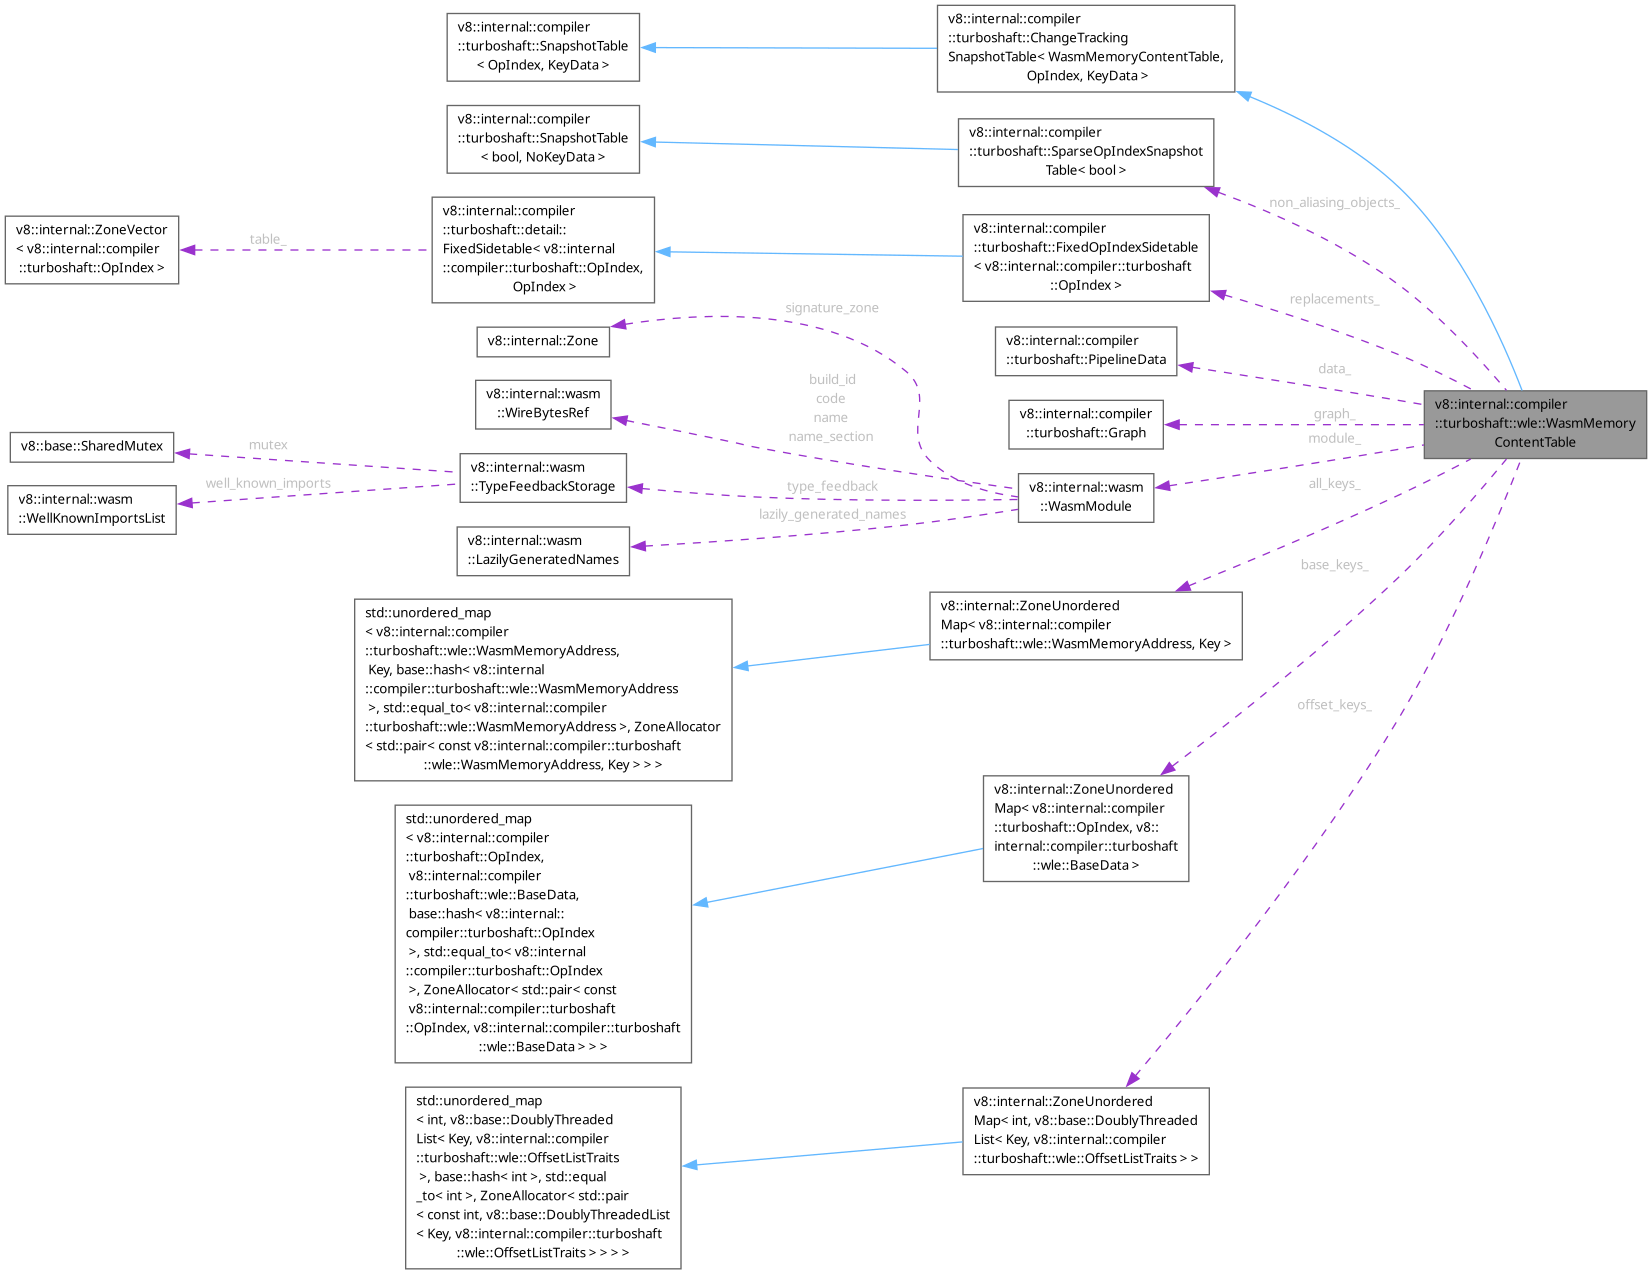 v8::internal::compiler
::turboshaft::SnapshotTable
< OpIndex, KeyData >
v8::internal::compiler
::turboshaft::ChangeTracking
SnapshotTable< WasmMemoryContentTable,
OpIndex, KeyData >
v8::internal::compiler
::turboshaft::SnapshotTable
< bool, NoKeyData >
v8::internal::compiler
::turboshaft::SparseOpIndexSnapshot
Table< bool >
non_aliasing_objects_
v8::internal::ZoneVector
< v8::internal::compiler
::turboshaft::OpIndex >
table_
v8::internal::compiler
::turboshaft::detail::
FixedSidetable< v8::internal
::compiler::turboshaft::OpIndex,
OpIndex >
v8::internal::compiler
::turboshaft::FixedOpIndexSidetable
< v8::internal::compiler::turboshaft
::OpIndex >
replacements_
signature_zone
v8::internal::Zone
v8::internal::compiler
::turboshaft::PipelineData
data_
v8::internal::wasm
::WireBytesRef
build_id
code
name
name_section
v8::internal::compiler
::turboshaft::Graph
graph_
v8::internal::compiler
::turboshaft::wle::WasmMemory
ContentTable
module_
v8::base::SharedMutex
mutex
v8::internal::wasm
::WellKnownImportsList
well_known_imports
v8::internal::wasm
::TypeFeedbackStorage
type_feedback
v8::internal::wasm
::WasmModule
all_keys_
lazily_generated_names
v8::internal::wasm
::LazilyGeneratedNames
base_keys_
std::unordered_map
< v8::internal::compiler
::turboshaft::wle::WasmMemoryAddress,
Key, base::hash< v8::internal
::compiler::turboshaft::wle::WasmMemoryAddress
>, std::equal_to< v8::internal::compiler
::turboshaft::wle::WasmMemoryAddress >, ZoneAllocator
< std::pair< const v8::internal::compiler::turboshaft
::wle::WasmMemoryAddress, Key > > >
v8::internal::ZoneUnordered
Map< v8::internal::compiler
::turboshaft::wle::WasmMemoryAddress, Key >
offset_keys_
v8::internal::ZoneUnordered
Map< v8::internal::compiler
::turboshaft::OpIndex, v8::
internal::compiler::turboshaft
::wle::BaseData >
std::unordered_map
< v8::internal::compiler
::turboshaft::OpIndex,
v8::internal::compiler
::turboshaft::wle::BaseData,
base::hash< v8::internal::
compiler::turboshaft::OpIndex
>, std::equal_to< v8::internal
::compiler::turboshaft::OpIndex
>, ZoneAllocator< std::pair< const
v8::internal::compiler::turboshaft
::OpIndex, v8::internal::compiler::turboshaft
::wle::BaseData > > >
std::unordered_map
< int, v8::base::DoublyThreaded
List< Key, v8::internal::compiler
::turboshaft::wle::OffsetListTraits
>, base::hash< int >, std::equal
_to< int >, ZoneAllocator< std::pair
< const int, v8::base::DoublyThreadedList
< Key, v8::internal::compiler::turboshaft
::wle::OffsetListTraits > > > >
v8::internal::ZoneUnordered
Map< int, v8::base::DoublyThreaded
List< Key, v8::internal::compiler
::turboshaft::wle::OffsetListTraits > >